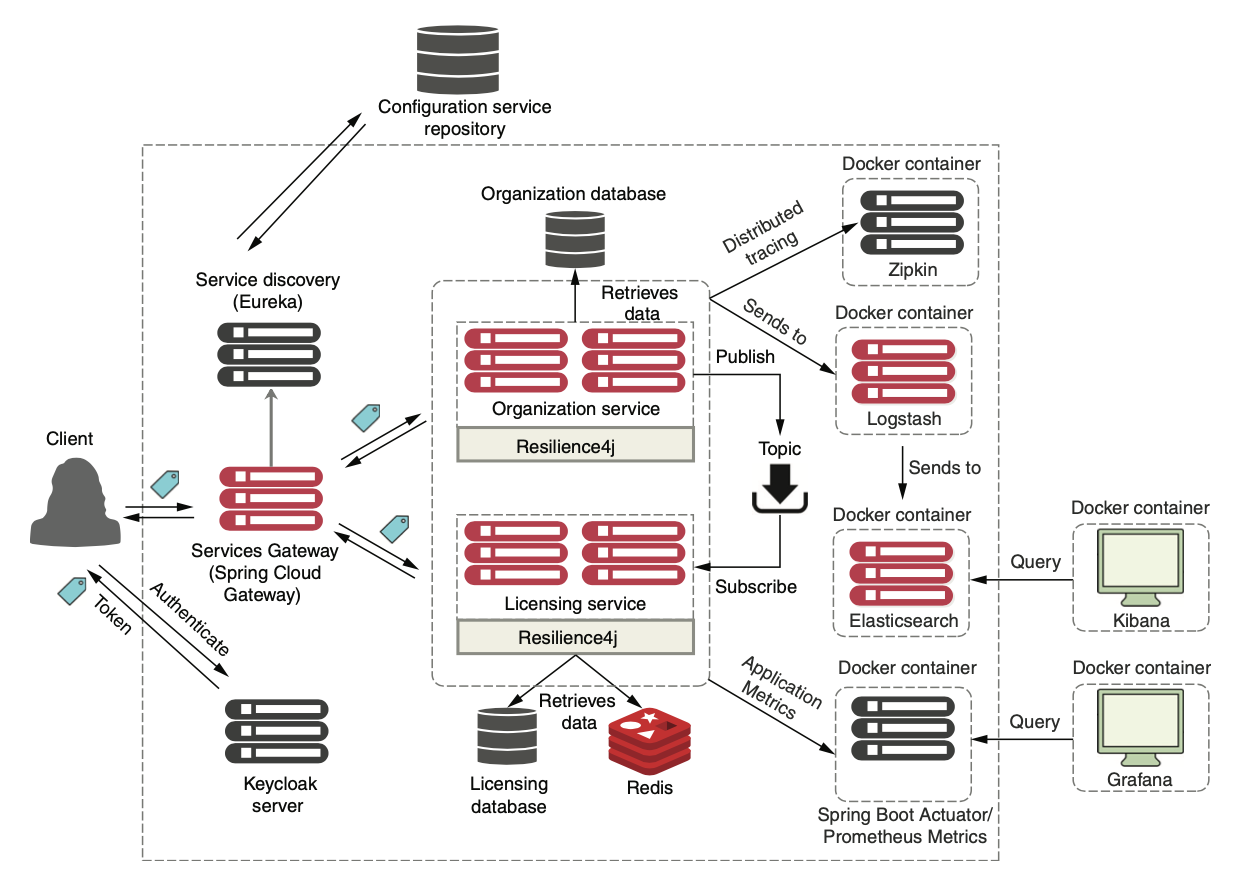 Configuration service
repository
Docker container
Zipkin
Organization database
Distributed
tracing
Service discovery
(Eureka)
Retrieves
data
Sends to
Docker container
Logstash
Publish
Organization service
Resilience4j
Client
Topic
Sends to
Docker container
Elasticsearch
Docker container
Kibana
Query
Services Gateway
(Spring Cloud
Gateway)
Subscribe
Licensing service
Resilience4j
Authenticate
Token
Application
Metrics
Docker container
Spring Boot Actuator/
Prometheus Metrics
Docker container
Grafana
Query
Retrieves
data
Licensing
database
Redis
Keycloak
server